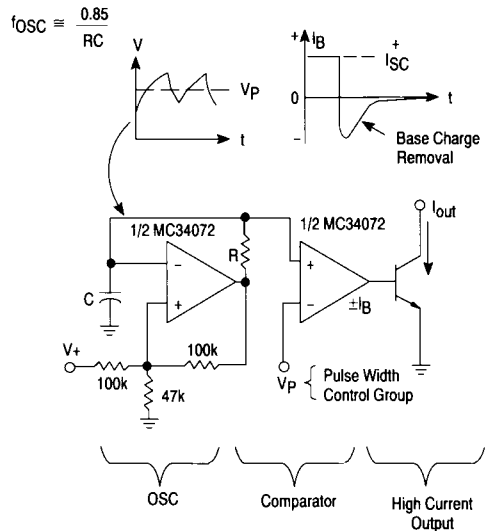 fOSC ≅ 0.85
RC
V
VP
t
+ IB
0
–
+
ISC
t
Base Charge
Removal
1/2 MC34072
R
1/2 MC34072
Iout
–
+
C
+
–
±IB
V+
100k
100k
47k
VP
{ Pulse Width
Control Group
OSC
Comparator
High Current
Output